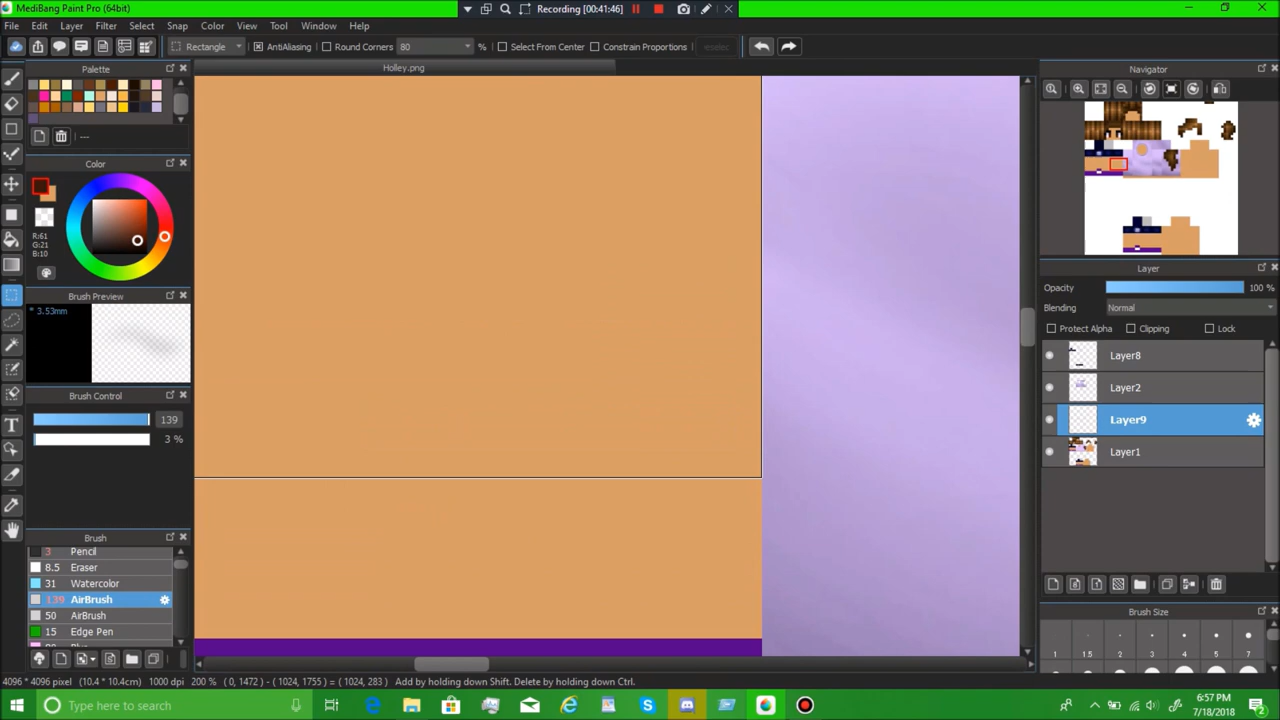 MediBang Paint Pro (64bit)
Recording [00:41:46]
File Edit Layer Filter Select Snap Color View Tool Window Help
Rectangle AntiAliasing Round Corners 80 % Select From Center Constrain Proportions
Palette
Holley.png
Navigator
---
Color
R:61
G:21
B:10
Brush Preview
* 3.53mm
Brush Control
139
3 %
Brush
3 Pencil
8.5 Eraser
31 Watercolor
139 AirBrush
50 AirBrush
15 Edge Pen
Layer
Opacity 100 %
Blending Normal
Protect Alpha Clipping Lock
Layer8
Layer2
Layer9
Layer1
Brush Size
1 1.5 2 3 4 5 7
4096 * 4096 pixel (10.4 * 10.4cm) 1000 dpi 200 % ( 0, 1472 ) - ( 1024, 1755 ) = ( 1024, 283 ) Add by holding down Shift. Delete by holding down Ctrl.
Type here to search
6:57 PM
7/18/2018
2